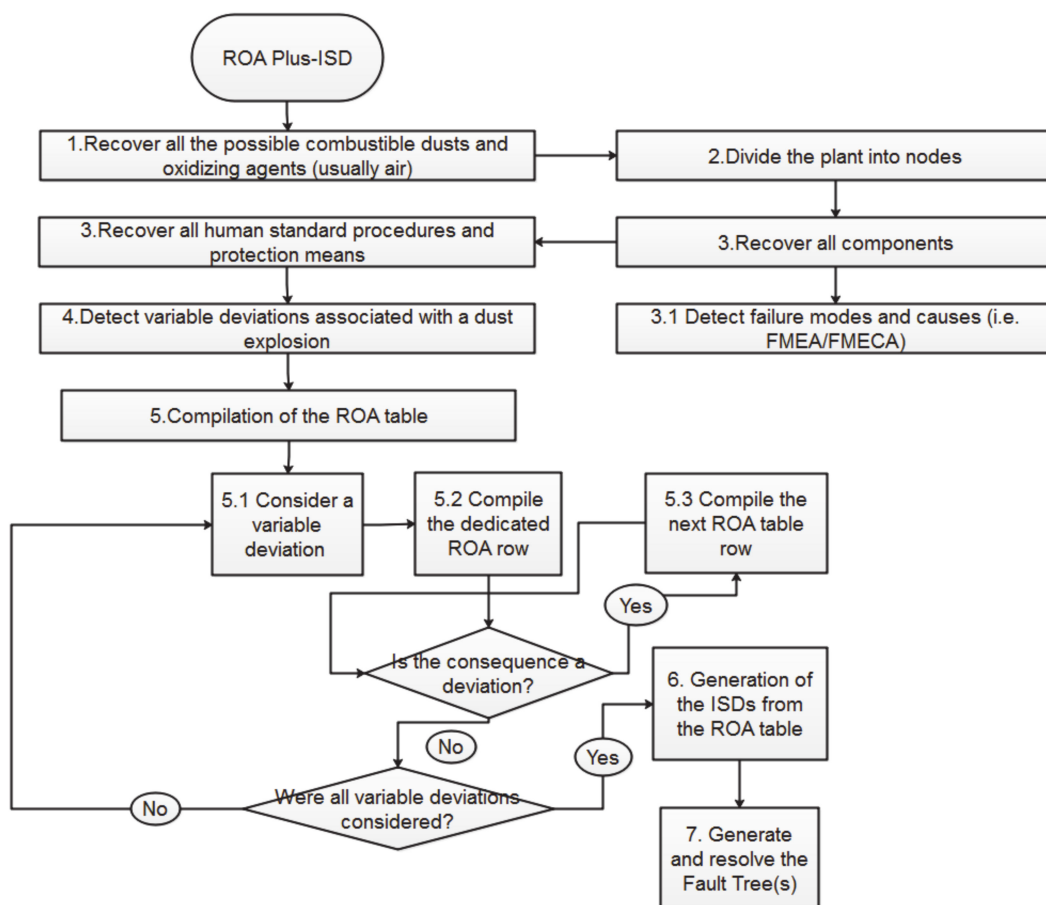 ROA Plus-ISD
1.Recover all the possible combustible dusts and
oxidizing agents (usually air)
2.Divide the plant into nodes
3.Recover all human standard procedures and
protection means
3.Recover all components
4.Detect variable deviations associated with a dust
explosion
3.1 Detect failure modes and causes (i.e.
FMEA/FMECA)
5.Compilation of the ROA table
5.1 Consider a
variable
deviation
5.2 Compile
the dedicated
ROA row
5.3 Compile the
next ROA table
row
Yes
Is the consequence a
deviation?
6. Generation of
the ISDs from
the ROA table
No
Yes
No
Were all variable deviations
considered?
7. Generate
and resolve the
Fault Tree(s)